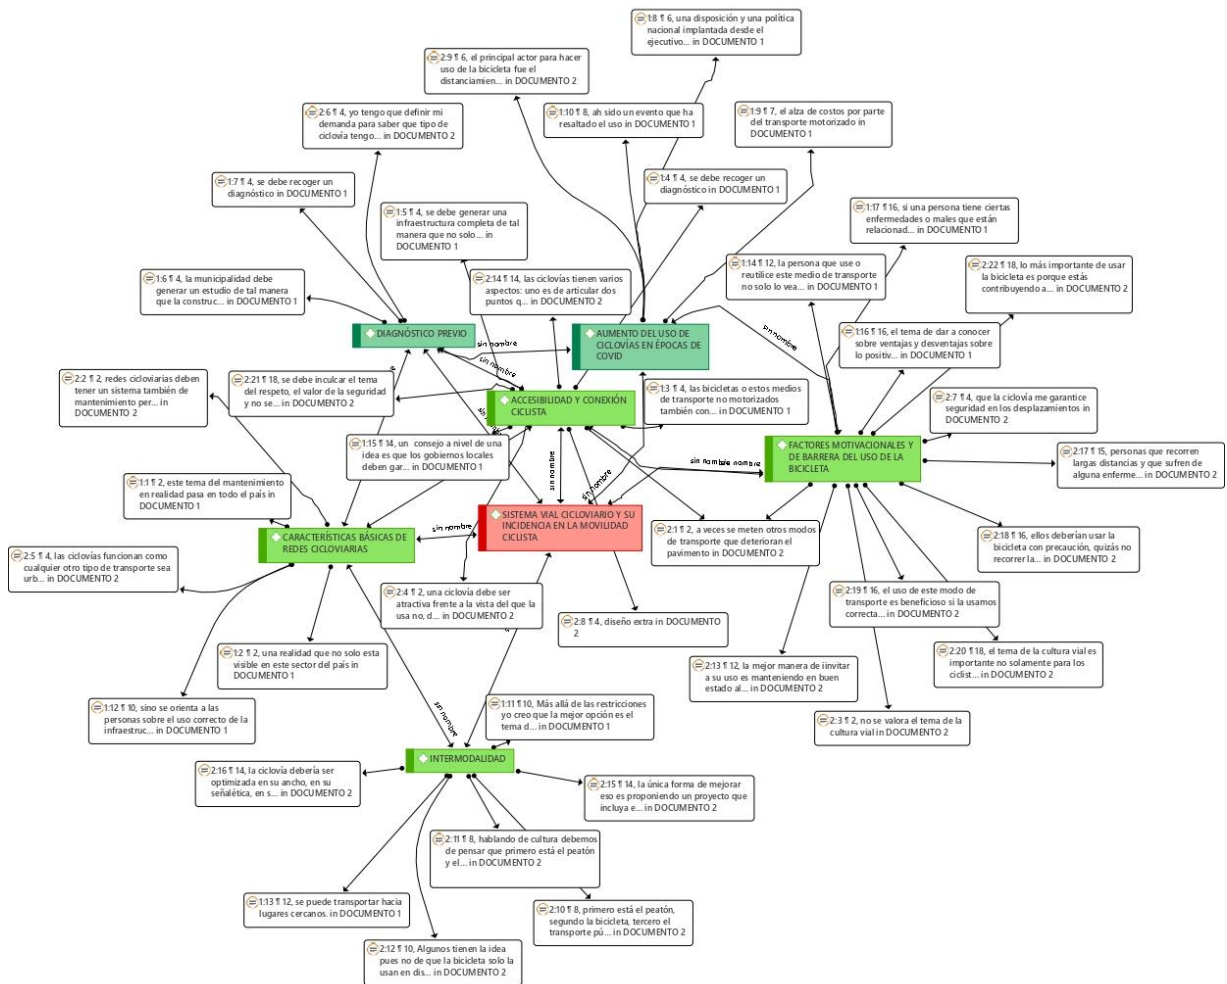 1:8 ¶ 6, una disposición y una política
nacional implantada desde el
ejecutivo... in DOCUMENTO 1
2:9 ¶ 6, el principal actor para hacer
uso de la bicicleta fue el
distanciamien... in DOCUMENTO 2
2:6 ¶ 4, yo tengo que definir mi
demanda para saber que tipo de
ciclovía tengo... in DOCUMENTO 2
1:10 ¶ 8, ah sido un evento que ha
resaltado el uso in DOCUMENTO 1
1:9 ¶ 7, el alza de costos por parte
del transporte motorizado in
DOCUMENTO 1
1:7 ¶ 4, se debe recoger un
diagnóstico in DOCUMENTO 1
1:4 ¶ 4, se debe recoger un
diagnóstico in DOCUMENTO 1
1:5 ¶ 4, se debe generar una
infraestructura completa de tal
manera que no solo... in
DOCUMENTO 1
1:17 ¶ 16, si una persona tiene ciertas
enfermedades o males que están
relacionad... in DOCUMENTO 1
1:6 ¶ 4, la municipalidad debe
generar un estudio de tal manera
que la construc... in DOCUMENTO 1
2:14 ¶ 14, las ciclovías tienen varios
aspectos: uno es de articular dos
puntos q... in DOCUMENTO 2
1:14 ¶ 12, la persona que use o
reutilice este medio de transporte
no solo lo vea... in DOCUMENTO 1
2:22 ¶ 18, lo más importante de usar
la bicicleta es porque estás
contribuyendo a... in DOCUMENTO 2
DIAGNÓSTICO PREVIO
AUMENTO DEL USO DE
CICLOVÍAS EN ÉPOCAS DE
COVID
sin nombre
sin nombre
sin nombre
1:16 ¶ 16, el tema de dar a conocer
sobre ventajas y desventajas sobre
lo positiv... in DOCUMENTO 1
2:2 ¶ 2, redes cicloviarias deben
tener un sistema también de
mantenimiento per... in
DOCUMENTO 2
2:21 ¶ 18, se debe inculcar el tema
del respeto, el valor de la seguridad
y no se... in DOCUMENTO 2
ACCESIBILIDAD Y CONEXIÓN
CICLISTA
1:3 ¶ 4, las bicicletas o estos medios
de transporte no motorizados
también con... in DOCUMENTO 1
2:7 ¶ 4, que la ciclovía me garantice
seguridad en los desplazamientos in
DOCUMENTO 2
1:15 ¶ 14, un consejo a nivel de una
idea es que los gobiernos locales
deben gar... in DOCUMENTO 1
FACTORES MOTIVACIONALES Y
DE BARRERA DEL USO DE LA
BICICLETA
2:17 ¶ 15, personas que recorren
largas distancias y que sufren de
alguna enferme... in DOCUMENTO 2
sin nombre nombre
sin nombre
sin nombre
1:1 ¶ 2, este tema del mantenimiento
en realidad pasa en todo el país in
DOCUMENTO 1
SISTEMA VIAL CICLOVIARIO Y SU
INCIDENCIA EN LA MOVILIDAD
CICLISTA
2:1 ¶ 2, a veces se meten otros modos
de transporte que deterioran el
pavimento in DOCUMENTO 2
CARACTERÍSTICAS BÁSICAS DE
REDES CICLOVIARIAS
sin nombre
2:18 ¶ 16, ellos deberían usar la
bicicleta con precaución, quizás no
recorrer la... in DOCUMENTO 2
2:5 ¶ 4, las ciclovías funcionan como
cualquier otro tipo de transporte sea
urb... in DOCUMENTO 2
2:4 ¶ 2, una ciclovía debe ser
atractiva frente a la vista del que la
usa no, d... in DOCUMENTO 2
2:19 ¶ 16, el uso de este modo de
transporte es beneficioso si la usamos
correcta... in DOCUMENTO 2
2:8 ¶ 4, diseño extra in DOCUMENTO
2
1:2 ¶ 2, una realidad que no solo esta
visible en este sector del país in
DOCUMENTO 1
2:13 ¶ 12, la mejor manera de iinvitar
a su uso es manteniendo en buen
estado al... in DOCUMENTO 2
2:20 ¶ 18, el tema de la cultura vial es
importante no solamente para los
ciclist... in DOCUMENTO 2
1:12 ¶ 10, sino se orienta a las
personas sobre el uso correcto de la
infraestruc... in DOCUMENTO 1
sin nombre
1:11 ¶ 10, Más allá de las restricciones
yo creo que la mejor opción es el
tema d... in DOCUMENTO 1
2:3 ¶ 2, no se valora el tema de la
cultura vial in DOCUMENTO 2
INTERMODALIDAD
2:16 ¶ 14, la ciclovía debería ser
optimizada en su ancho, en su
señalética, en s... in DOCUMENTO 2
2:15 ¶ 14, la única forma de mejorar
eso es proponiendo un proyecto que
incluya e... in DOCUMENTO 2
2:11 ¶ 8, hablando de cultura debemos
de pensar que primero está el peatón
y el... in DOCUMENTO 2
1:13 ¶ 12, se puede transportar hacia
lugares cercanos. in DOCUMENTO 1
2:10 ¶ 8, primero está el peatón,
segundo la bicicleta, tercero el
transporte pú... in DOCUMENTO 2
2:12 ¶ 10, Algunos tienen la idea
pues no de que la bicicleta solo la
usan en dis... in DOCUMENTO 2